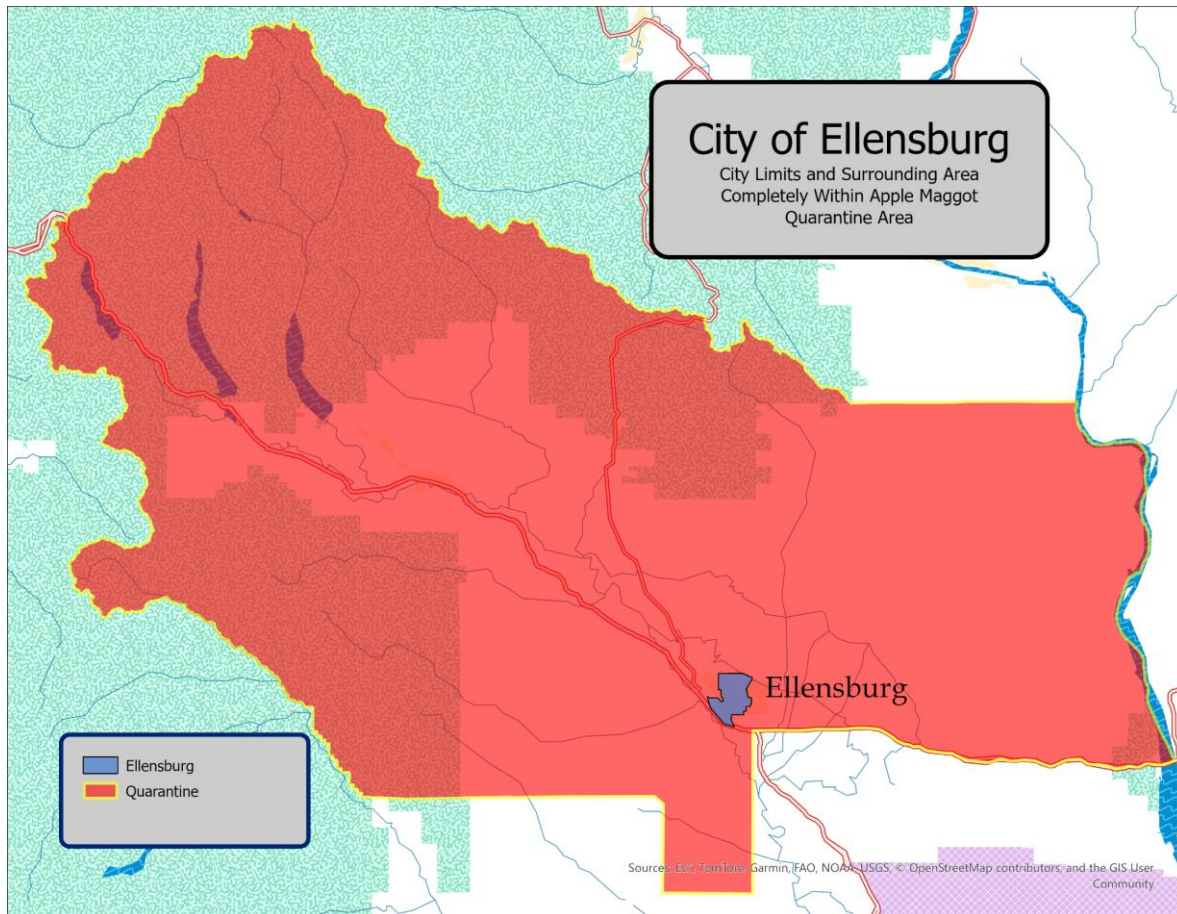 City of Ellensburg
City Limits and Surrounding Area
Completely Within Apple Maggot
Quarantine Area
Ellensburg
Ellensburg
Quarantine
Sources: Esri, TomTom, Garmin, FAO, NOAA, USGS, © OpenStreetMap contributors, and the GIS User
Community